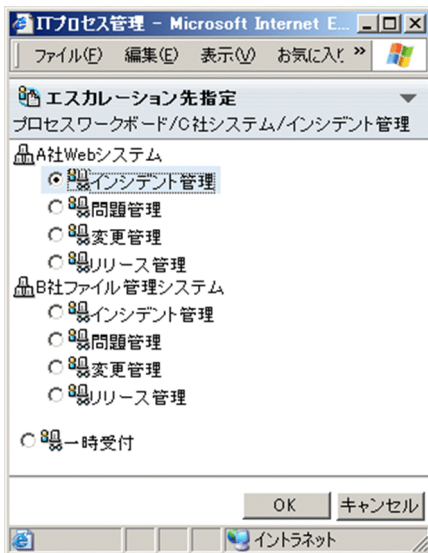 ITプロセス管理 - Microsoft Internet E...
ファイル(F) 編集(E) 表示(V) お気に入り »
エスカレーション先指定
プロセスワークボード/C社システム/インシデント管理
A社Webシステム
インシデント管理
問題管理
変更管理
リリース管理
B社ファイル管理システム
インシデント管理
問題管理
変更管理
リリース管理
一時受付
OK キャンセル
イントラネット